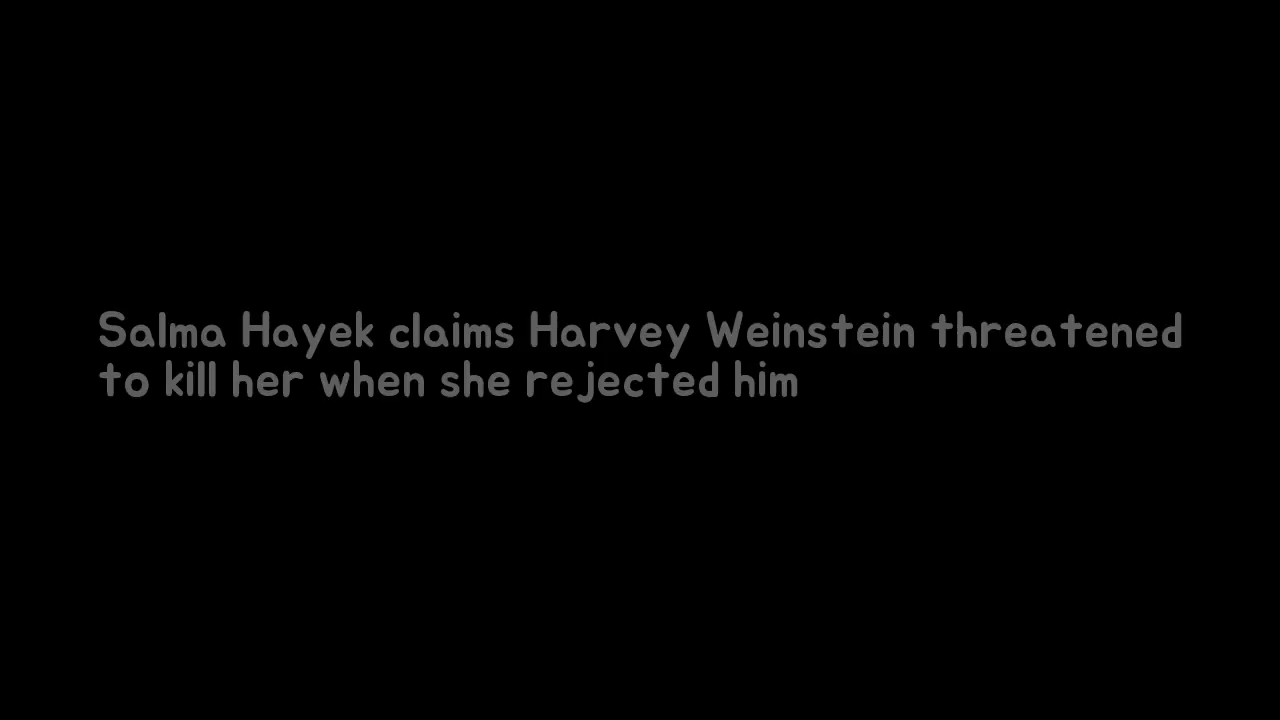 Salma Hayek claims Harvey Weinstein threatened
to kill her when she rejected him